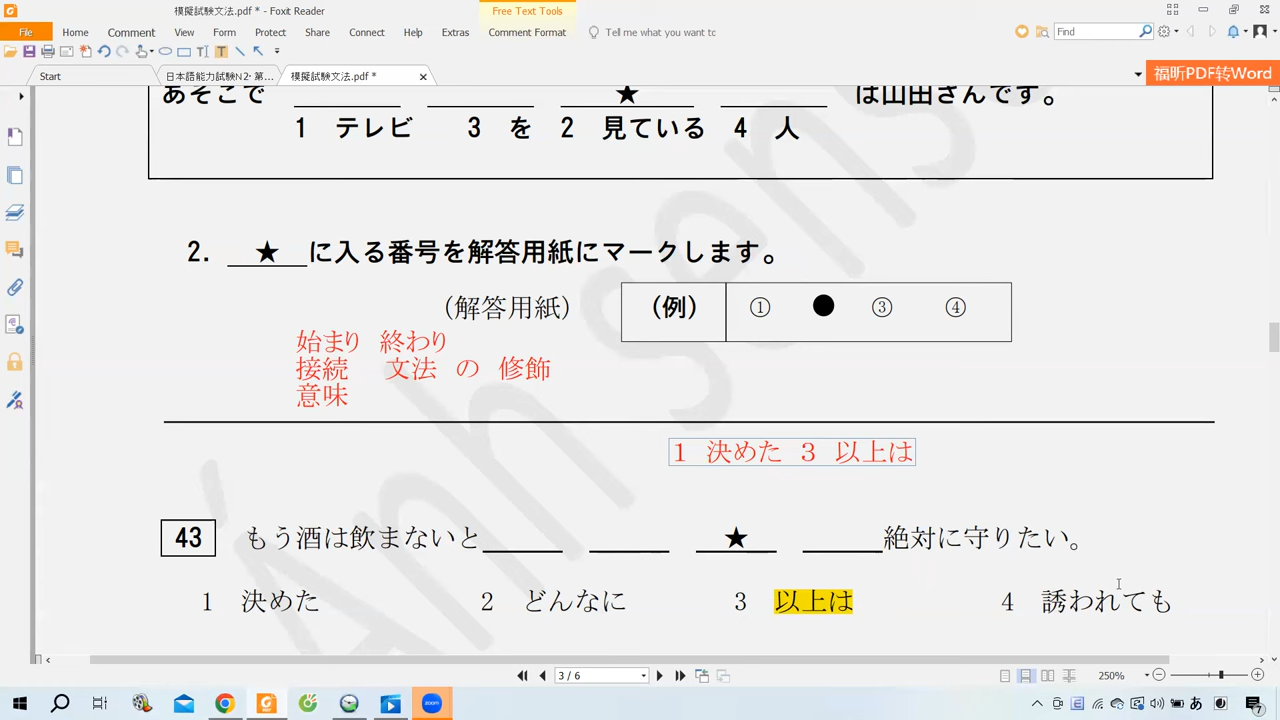 模擬試験文法.pdf * - Foxit Reader
Free Text Tools
File Home Comment View Form Protect Share Connect Help Extras Comment Format Tell me what you want to Find
Start 日本語能力試験N2- 第... 模擬試験文法.pdf * 福昕PDF转Word
あそこで ★ は山田さんです。
1 テレビ 3 を 2 見ている 4 人
2. ★ に入る番号を解答用紙にマークします。
(解答用紙) (例) ① ● ③ ④
始まり 終わり
接続 文法 の 修飾
意味
1 決めた 3 以上は
43 もう酒は飲まないと ★ 絶対に守りたい。
1 決めた 2 どんなに 3 以上は 4 誘われても
Anh sensei
3 / 6 250%
zoom あ 7